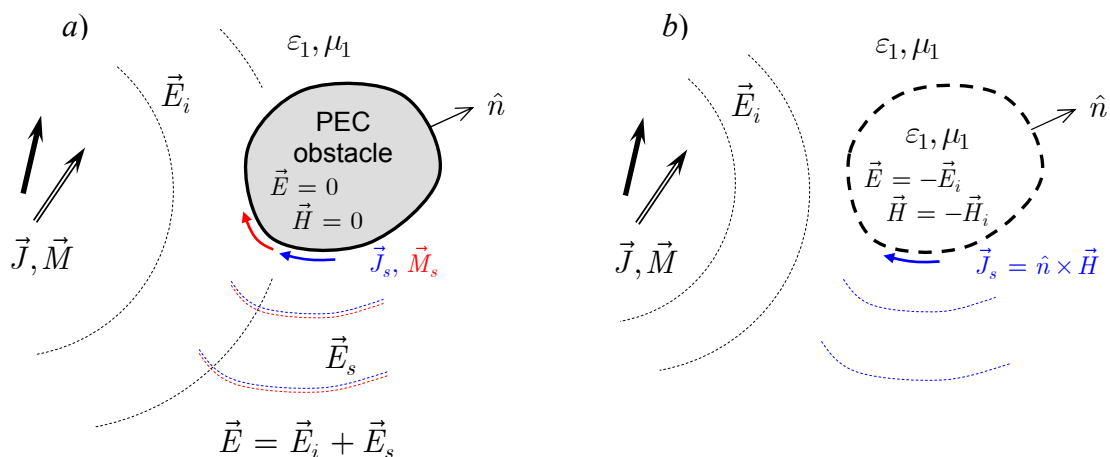 a)
ε₁, μ₁
E⃗ᵢ
n̂
PEC
obstacle
E⃗ = 0
H⃗ = 0
J⃗, M⃗
J⃗ₛ, M⃗ₛ
E⃗ₛ
E⃗ = E⃗ᵢ + E⃗ₛ
b)
ε₁, μ₁
E⃗ᵢ
n̂
ε₁, μ₁
E⃗ = −E⃗ᵢ
H⃗ = −H⃗ᵢ
J⃗, M⃗
J⃗ₛ = n̂ × H⃗